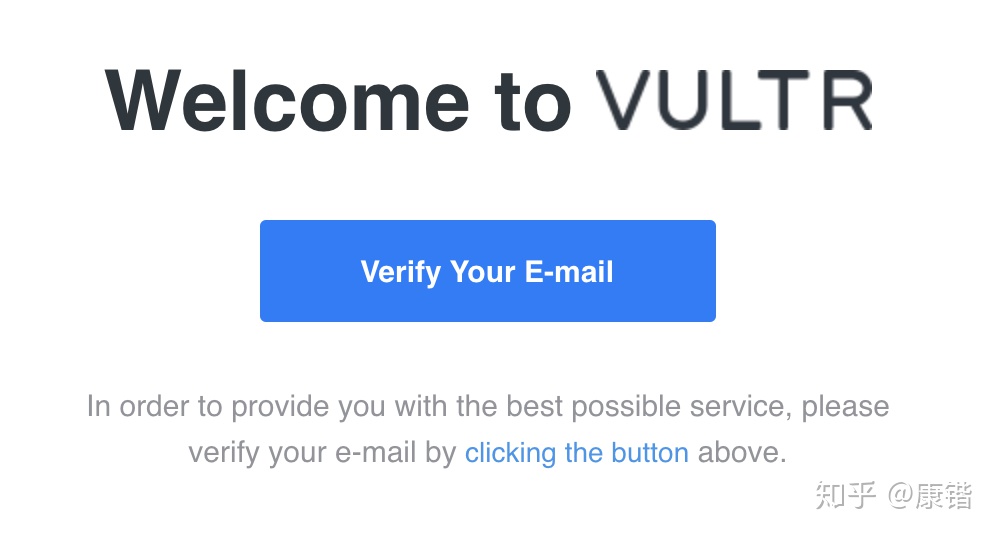 Welcome to VULTR
Verify Your E-mail
In order to provide you with the best possible service, please
verify your e-mail by clicking the button above.
知乎 @康锴